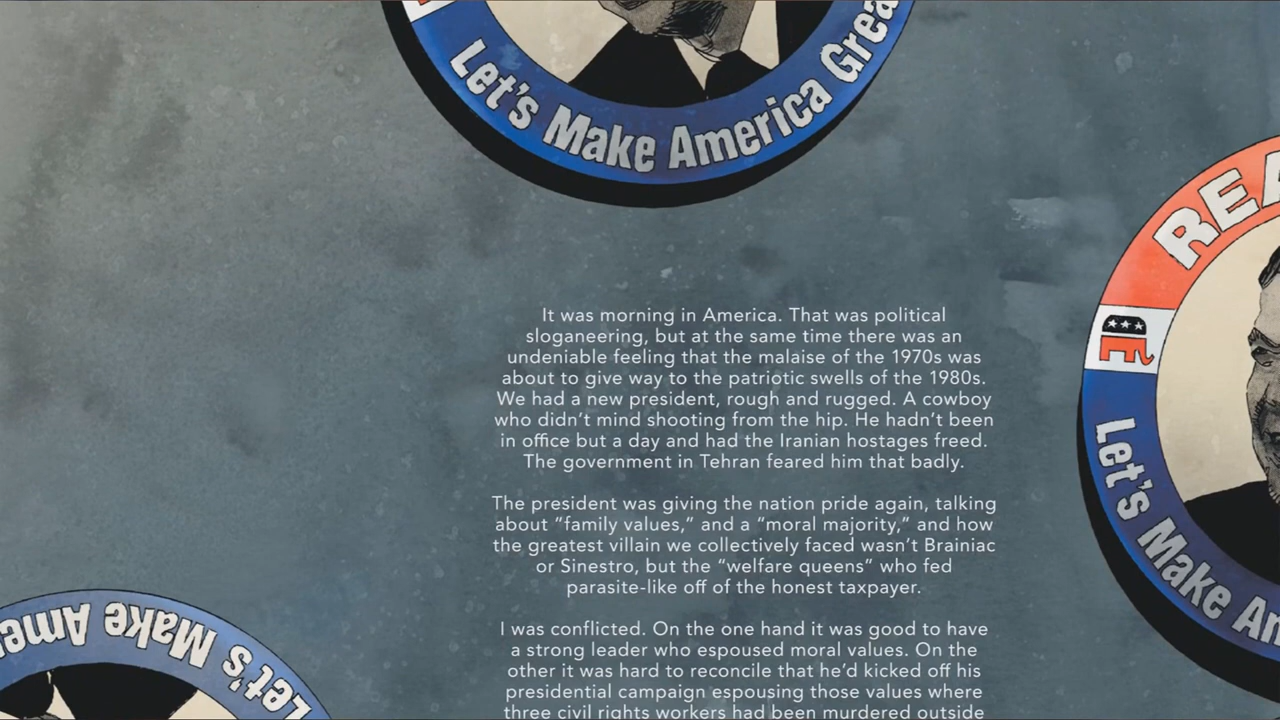 Let's Make America Grea
REA
Let's Make Am
It was morning in America. That was political
sloganeering, but at the same time there was an
undeniable feeling that the malaise of the 1970s was
about to give way to the patriotic swells of the 1980s.
We had a new president, rough and rugged. A cowboy
who didn’t mind shooting from the hip. He hadn’t been
in office but a day and had the Iranian hostages freed.
The government in Tehran feared him that badly.
The president was giving the nation pride again, talking
about “family values,” and a “moral majority,” and how
the greatest villain we collectively faced wasn’t Brainiac
or Sinestro, but the “welfare queens” who fed
parasite-like off of the honest taxpayer.
I was conflicted. On the one hand it was good to have
a strong leader who espoused moral values. On the
other it was hard to reconcile that he’d kicked off his
presidential campaign espousing those values where
three civil rights workers had been murdered outside
Let's Make Ame